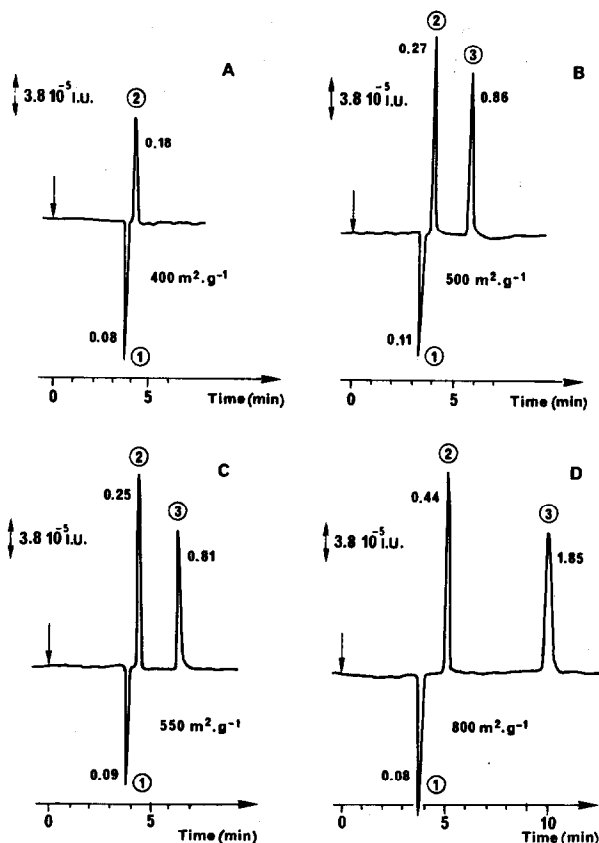 A
3.8 10⁻⁵ i.u.
②
0.18
400 m².g⁻¹
0.08
①
0
5
Time (min)
B
3.8 10⁻⁵ i.u.
②
0.27
③
0.86
500 m².g⁻¹
0.11
①
0
5
Time (min)
C
3.8 10⁻⁵ i.u.
②
0.25
③
0.81
550 m².g⁻¹
0.09
①
0
5
Time (min)
D
3.8 10⁻⁵ i.u.
②
0.44
③
1.85
800 m².g⁻¹
0.08
①
0
5
10
Time (min)